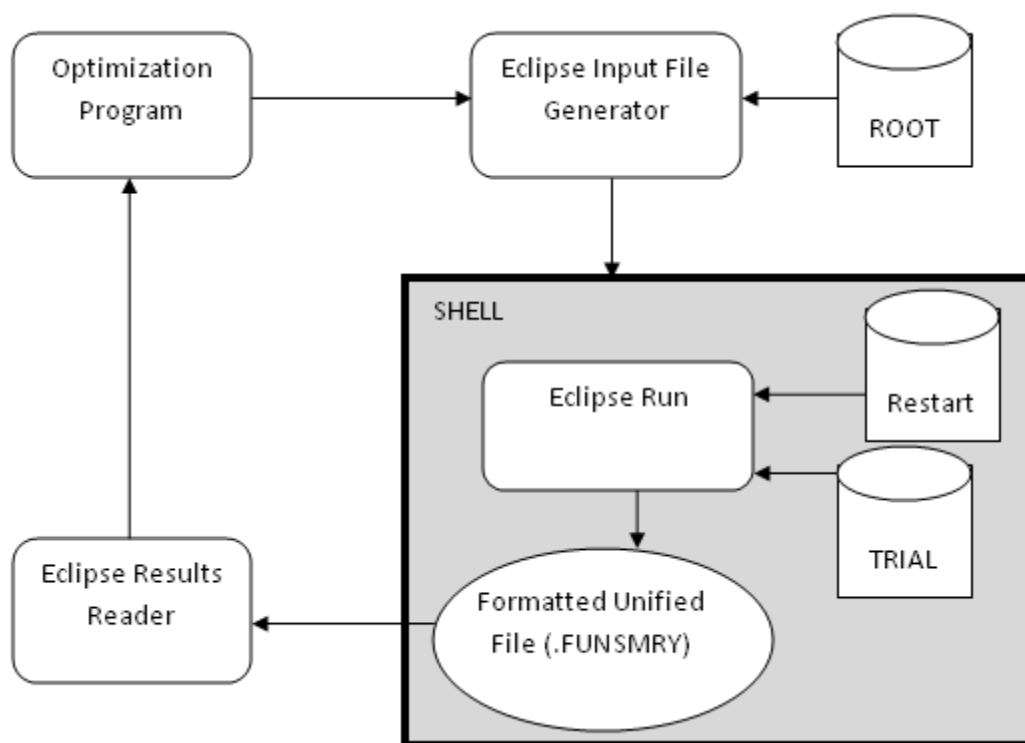 Optimization
Program
Eclipse Input File
Generator
ROOT
SHELL
Eclipse Run
Restart
TRIAL
Eclipse Results
Reader
Formatted Unified
File (.FUNSMRY)